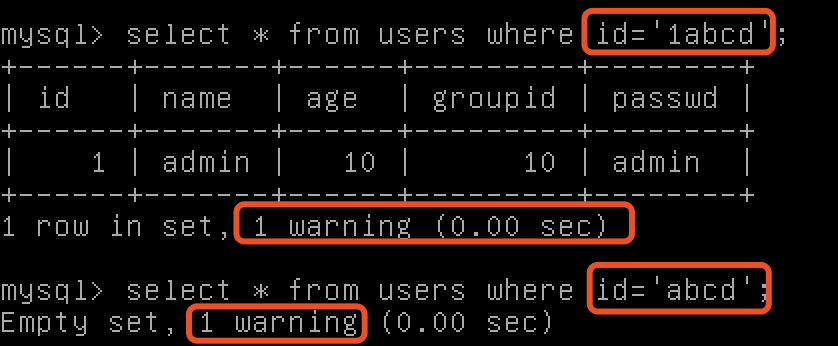 mysql> select * from users where id='1abcd';
+------+-------+------+---------+--------+
| id   | name  | age  | groupid | passwd |
+------+-------+------+---------+--------+
|    1 | admin |   10 |      10 | admin  |
+------+-------+------+---------+--------+
1 row in set, 1 warning (0.00 sec)
mysql> select * from users where id='abcd';
Empty set, 1 warning (0.00 sec)